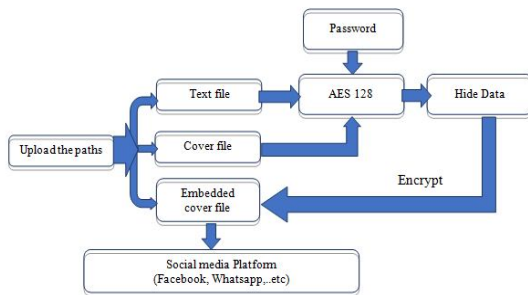 Password
Text file
AES 128
Hide Data
Upload the paths
Cover file
Encrypt
Embedded
cover file
Social media Platform
(Facebook, Whatsapp,..etc)